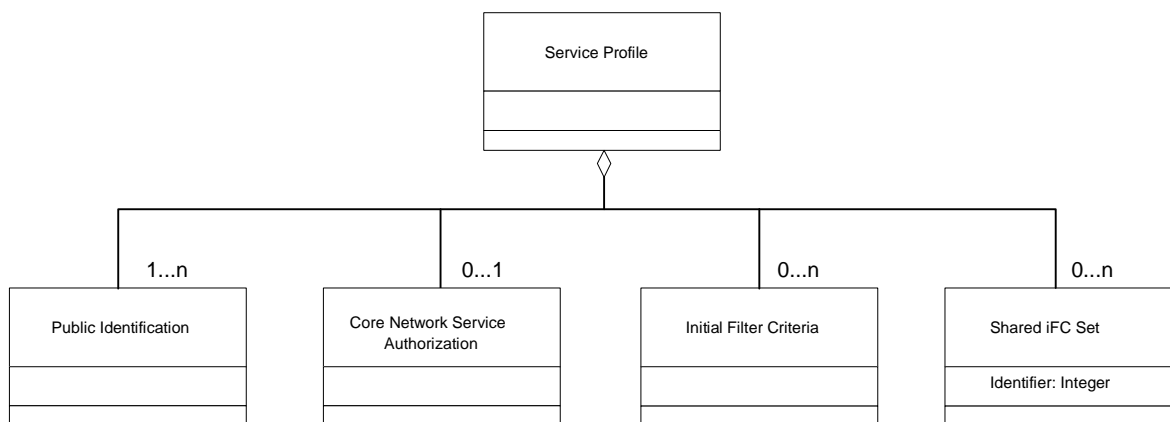 Service Profile
1...n
0...1
0...n
0...n
Public Identification
Core Network Service
Authorization
Initial Filter Criteria
Shared iFC Set
Identifier: Integer